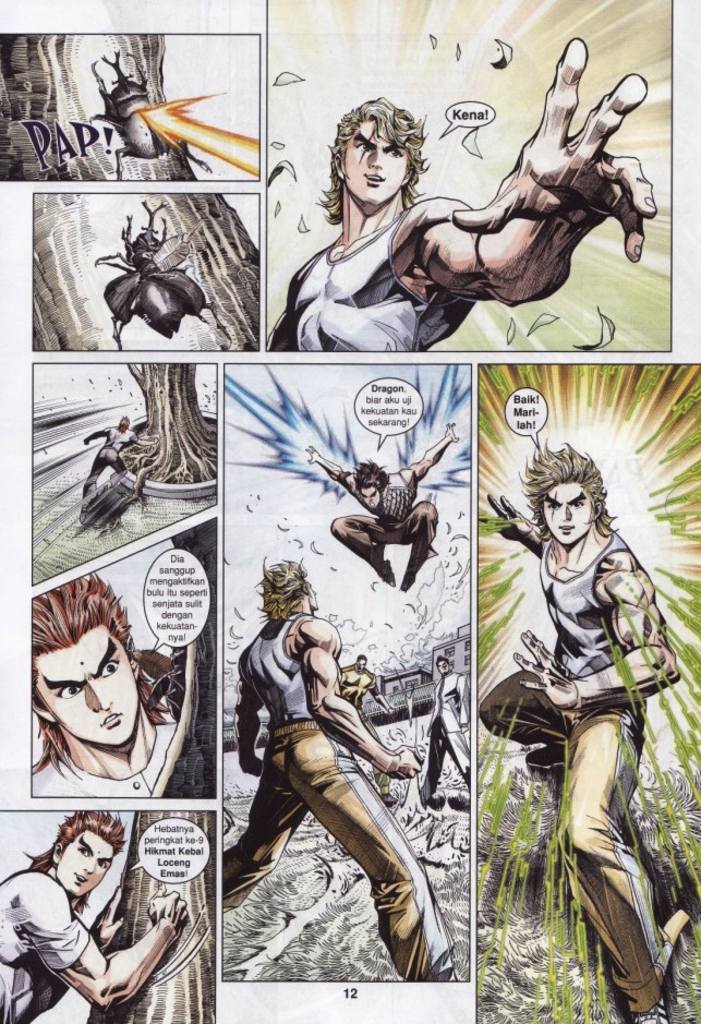 PAP!
Kena!
Dragon,
biar aku uji
kekuatan kau
sekarang!
Baik!
Mari-
lah!
Dia
sanggup
mengaktifkan
bulu itu seperti
senjata sulit
dengan
kekuatan-
nya!
Hebatnya
peringkat ke-9
Hikmat Kebal
Loceng
Emas!
12